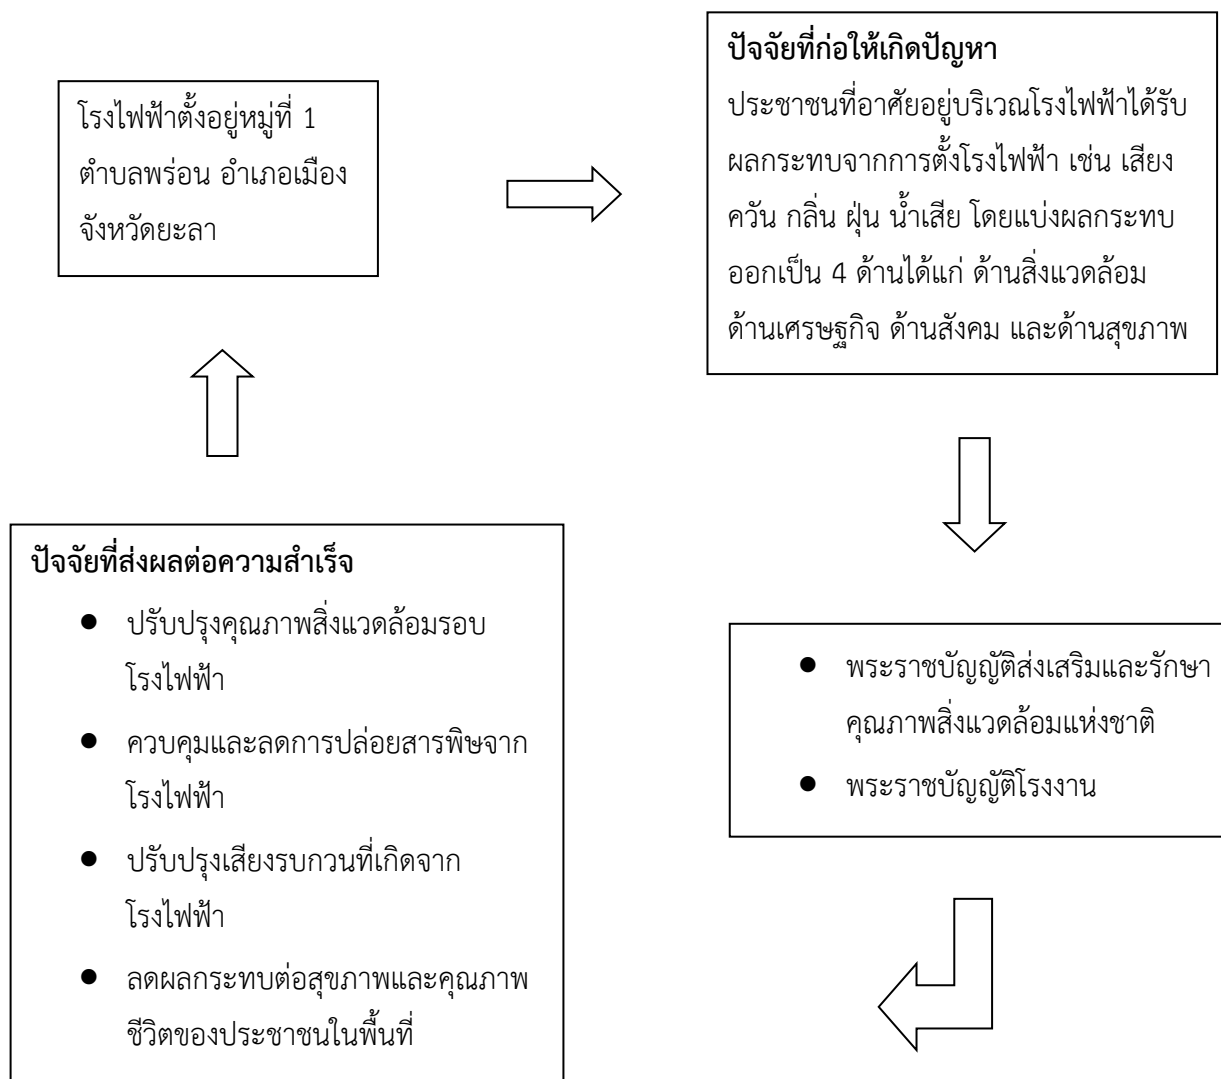 โรงไฟฟ้าตั้งอยู่หมู่ที่ 1
ตำบลพร่อน อำเภอเมือง
จังหวัดยะลา
ปัจจัยที่ก่อให้เกิดปัญหา
ประชาชนที่อาศัยอยู่บริเวณโรงไฟฟ้าได้รับ
ผลกระทบจากการตั้งโรงไฟฟ้า เช่น เสียง
ควัน กลิ่น ฝุ่น น้ำเสีย โดยแบ่งผลกระทบ
ออกเป็น 4 ด้านได้แก่ ด้านสิ่งแวดล้อม
ด้านเศรษฐกิจ ด้านสังคม และด้านสุขภาพ
● พระราชบัญญัติส่งเสริมและรักษา
คุณภาพสิ่งแวดล้อมแห่งชาติ
● พระราชบัญญัติโรงงาน
ปัจจัยที่ส่งผลต่อความสำเร็จ
● ปรับปรุงคุณภาพสิ่งแวดล้อมรอบ
โรงไฟฟ้า
● ควบคุมและลดการปล่อยสารพิษจาก
โรงไฟฟ้า
● ปรับปรุงเสียงรบกวนที่เกิดจาก
โรงไฟฟ้า
● ลดผลกระทบต่อสุขภาพและคุณภาพ
ชีวิตของประชาชนในพื้นที่